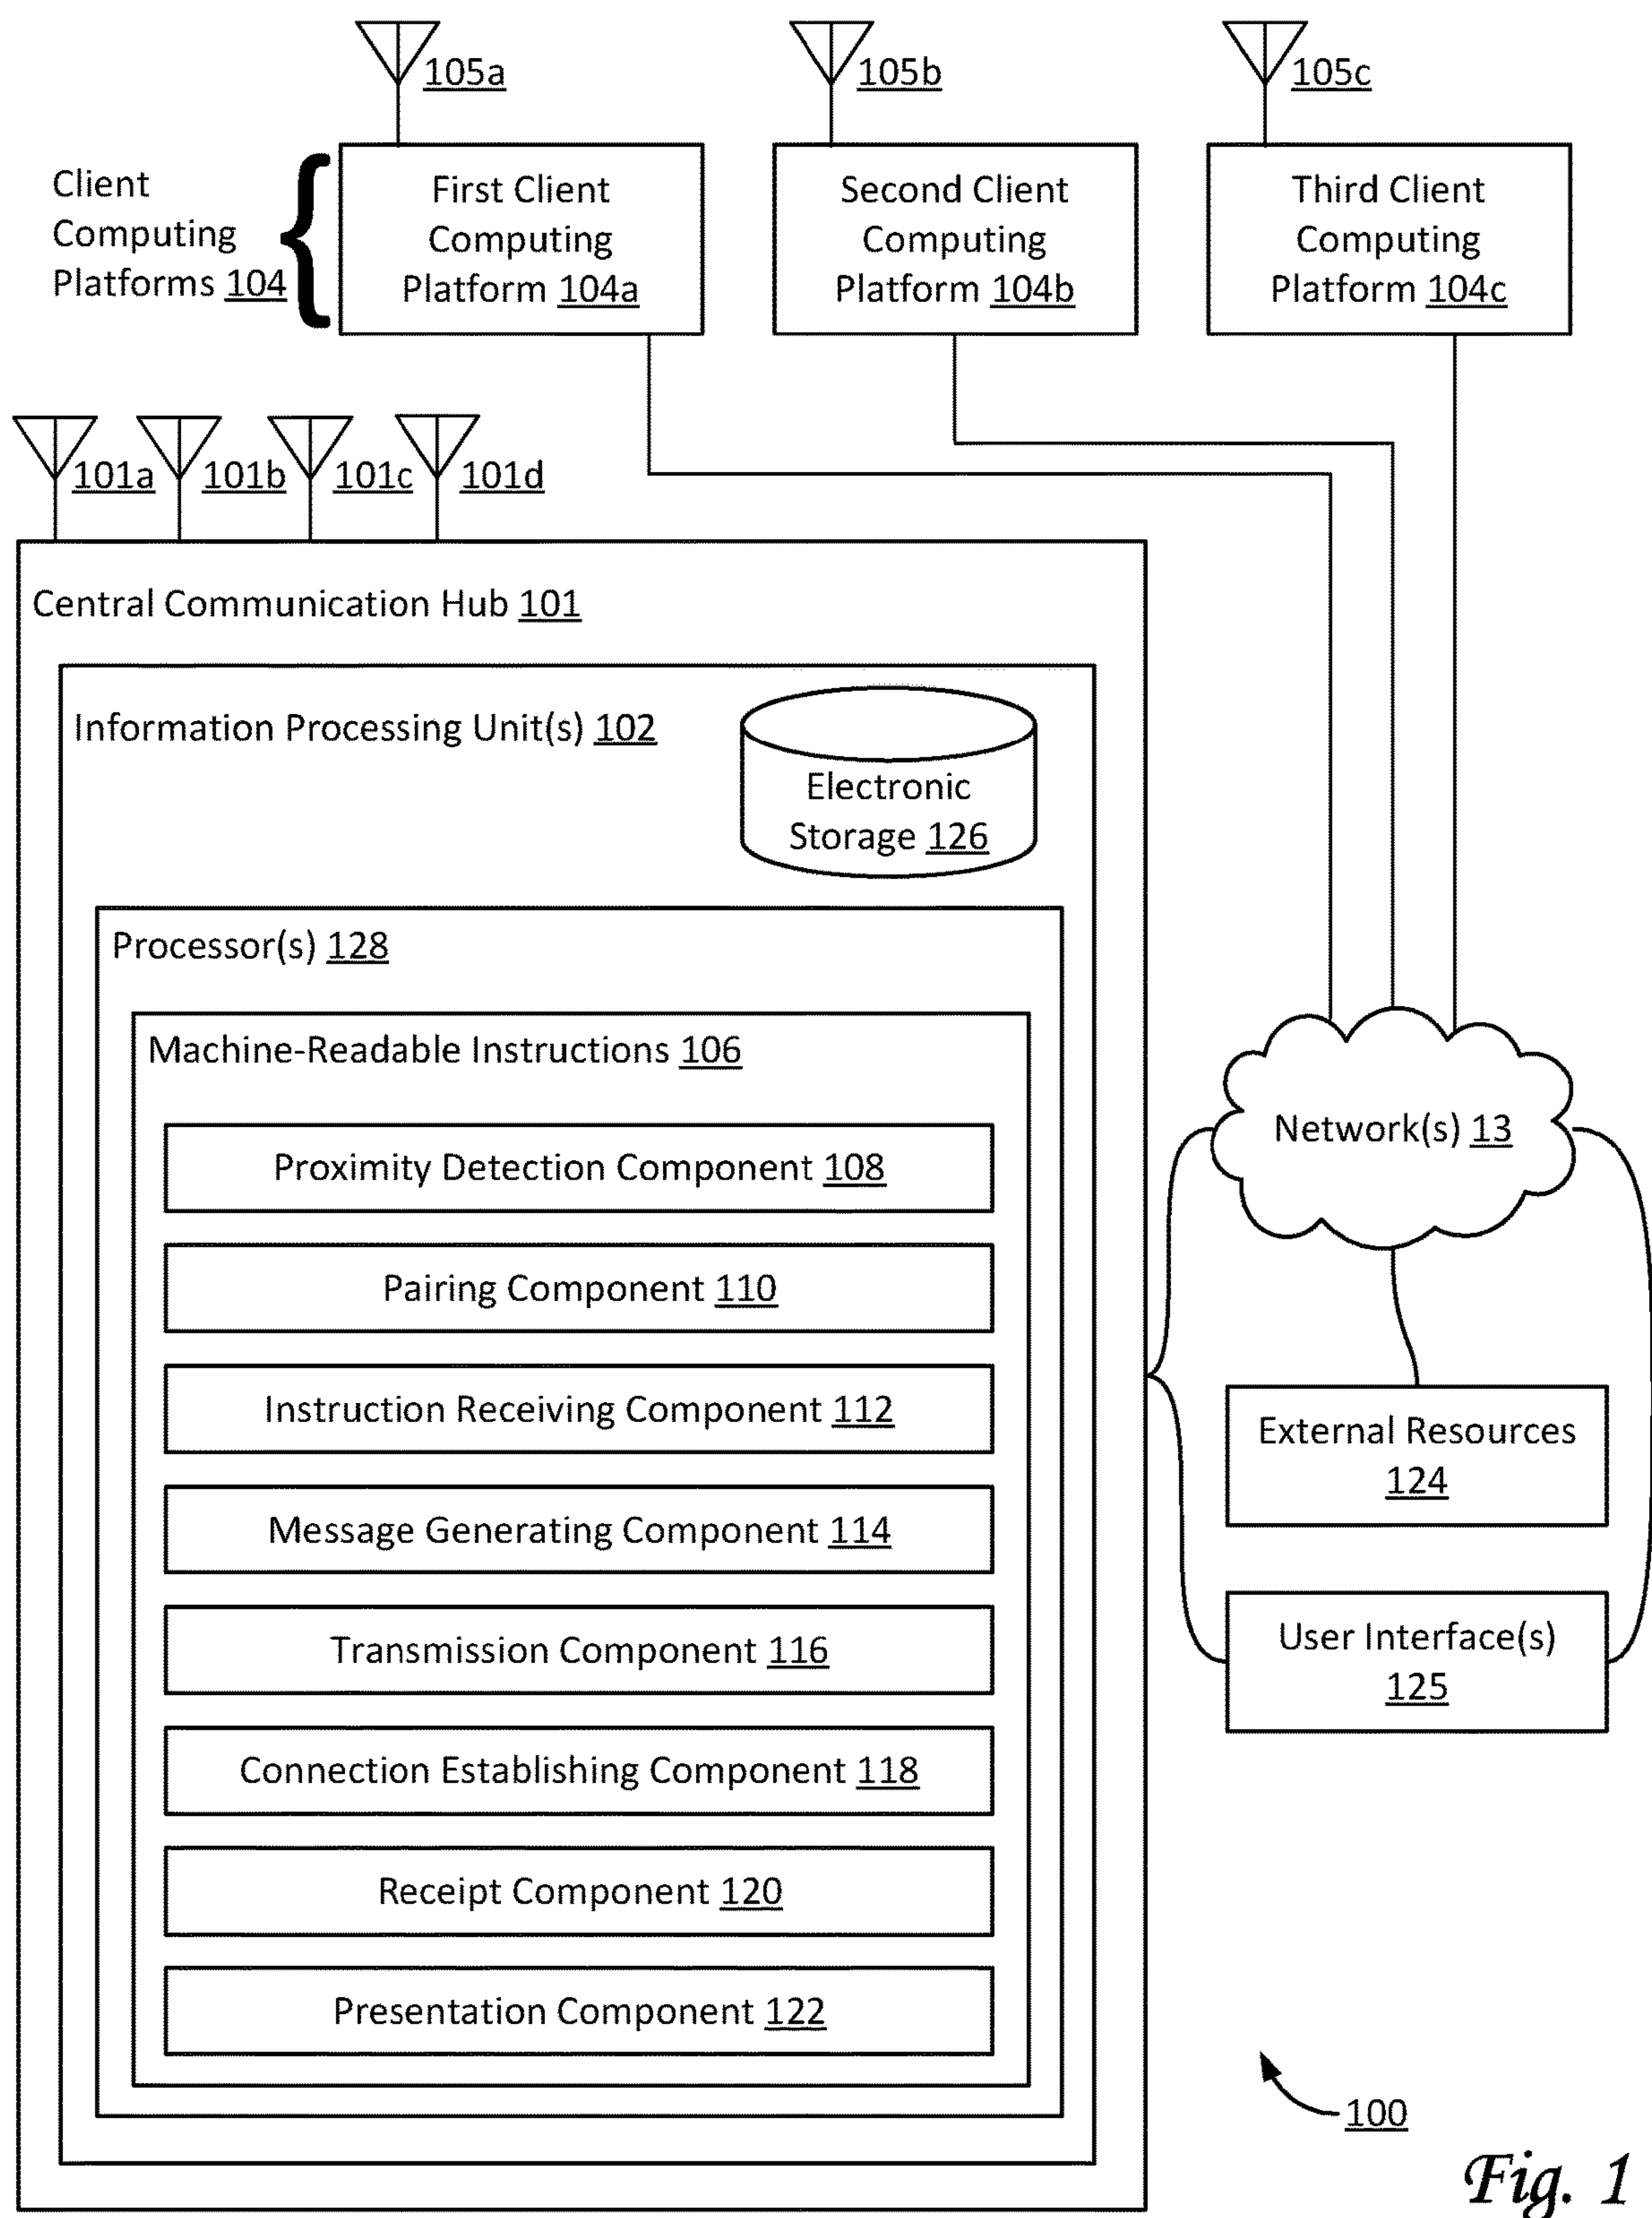 105a
105b
105c
Client
Computing
Platforms 104
First Client
Computing
Platform 104a
Second Client
Computing
Platform 104b
Third Client
Computing
Platform 104c
101a
101b
101c
101d
Central Communication Hub 101
Information Processing Unit(s) 102
Electronic
Storage 126
Processor(s) 128
Machine-Readable Instructions 106
Proximity Detection Component 108
Pairing Component 110
Instruction Receiving Component 112
Message Generating Component 114
Transmission Component 116
Connection Establishing Component 118
Receipt Component 120
Presentation Component 122
Network(s) 13
External Resources
124
User Interface(s)
125
100
Fig. 1